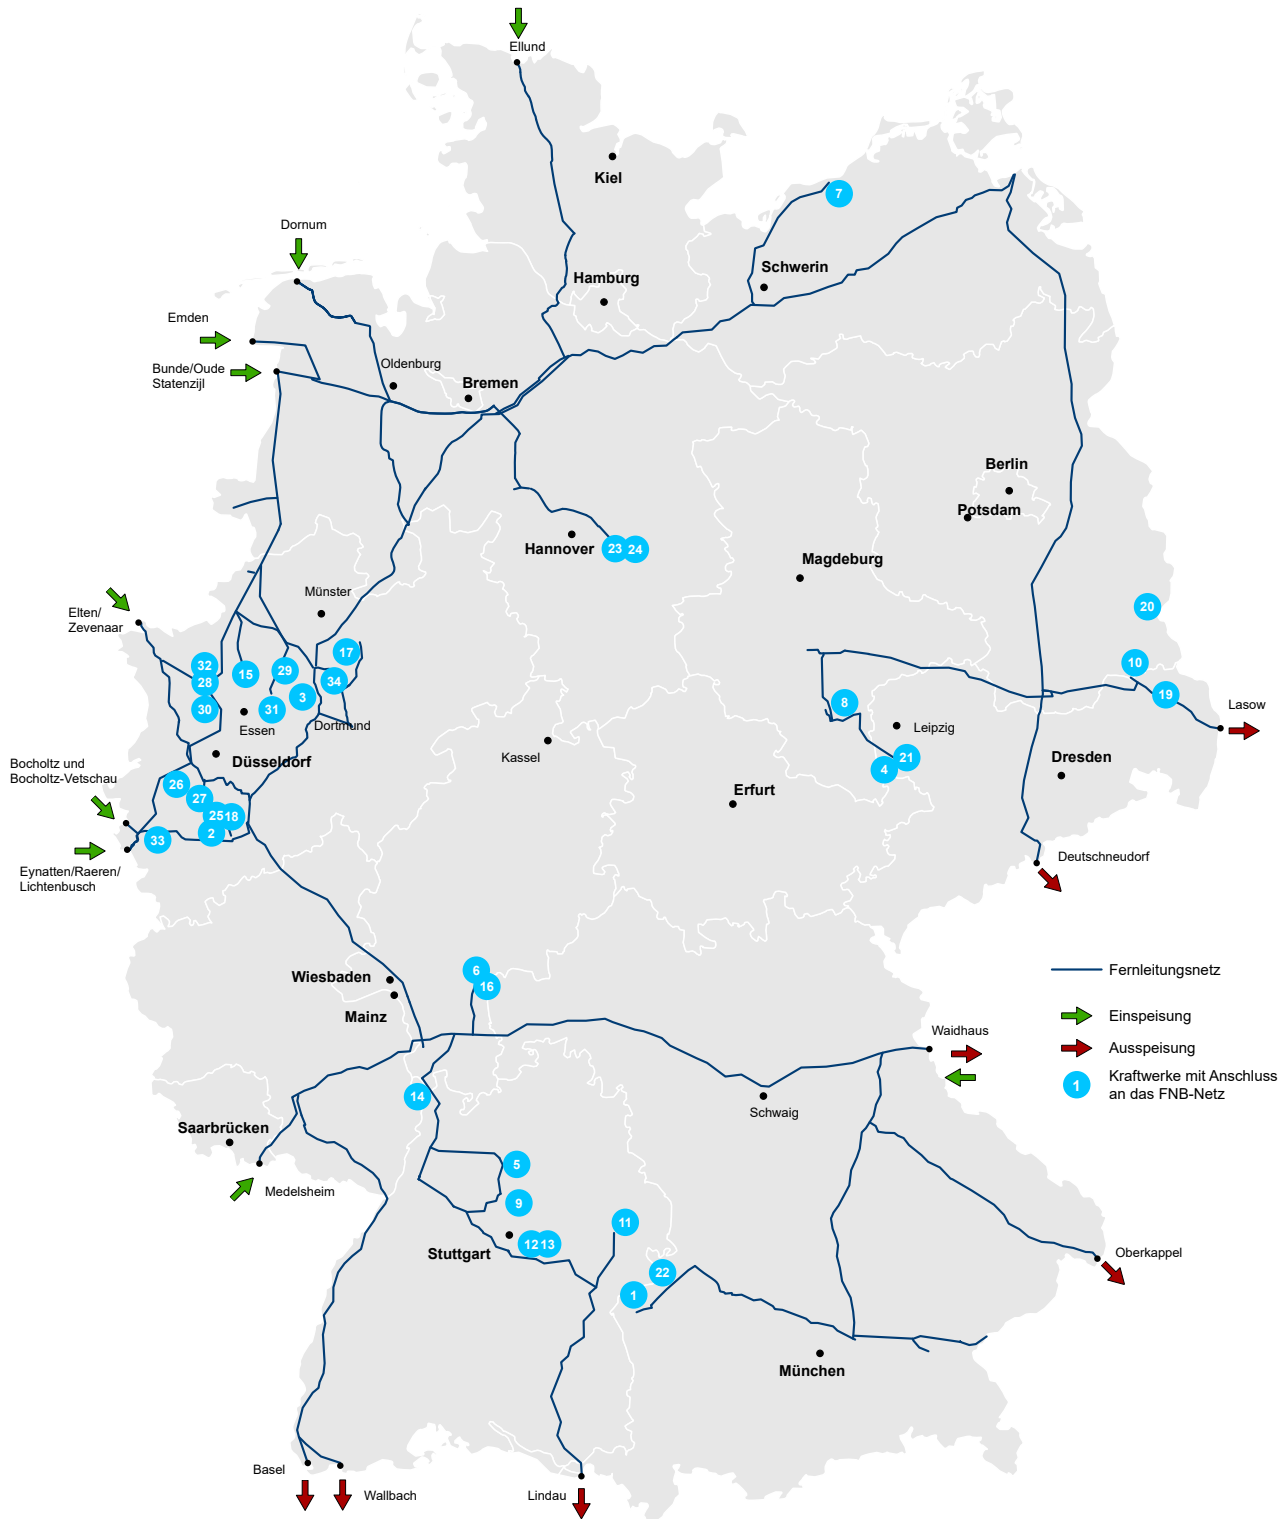 Ellund
Kiel
7
Dornum
Schwerin
Hamburg
Emden
Oldenburg
Bunde/Oude
Statenzijl
Bremen
Berlin
Potsdam
Hannover
23
24
Magdeburg
Münster
Elten/
Zevenaar
20
17
32
15
29
10
28
34
3
19
30
31
8
Lasow
Essen
Dortmund
Leipzig
Düsseldorf
Kassel
Dresden
21
4
Bocholtz und
Bocholtz-Vetschau
26
27
Erfurt
25
18
2
33
Deutschneudorf
Eynatten/Raeren/
Lichtenbusch
6
16
Wiesbaden
Mainz
Fernleitungsnetz
Einspeisung
Ausspeisung
1
Kraftwerke mit Anschluss
an das FNB-Netz
Waidhaus
14
Schwaig
Saarbrücken
Medelsheim
5
9
11
12
13
Stuttgart
22
1
Oberkappel
München
Basel
Wallbach
Lindau